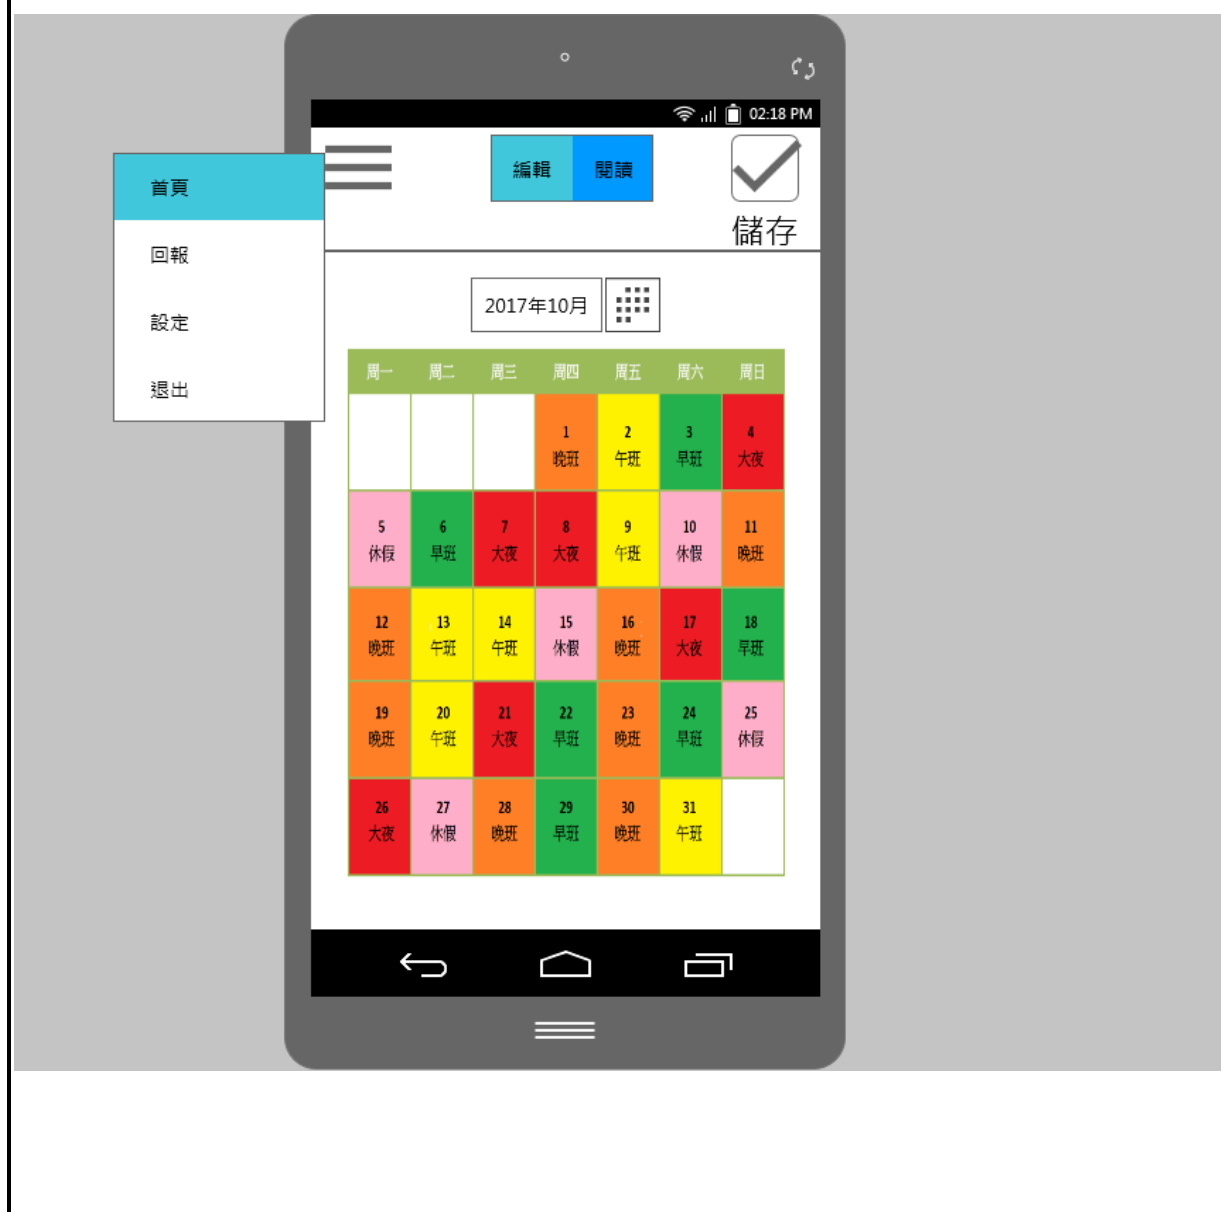 02:18 PM
編輯 閱讀
儲存
首頁
回報
設定
退出
2017年10月
周一 周二 周三 周四 周五 周六 周日
1 2 3 4
晚班 午班 早班 大夜
5 6 7 8 9 10 11
休假 早班 大夜 大夜 午班 休假 晚班
12 13 14 15 16 17 18
晚班 午班 午班 休假 晚班 大夜 早班
19 20 21 22 23 24 25
晚班 午班 大夜 早班 晚班 早班 休假
26 27 28 29 30 31
大夜 休假 晚班 早班 晚班 午班